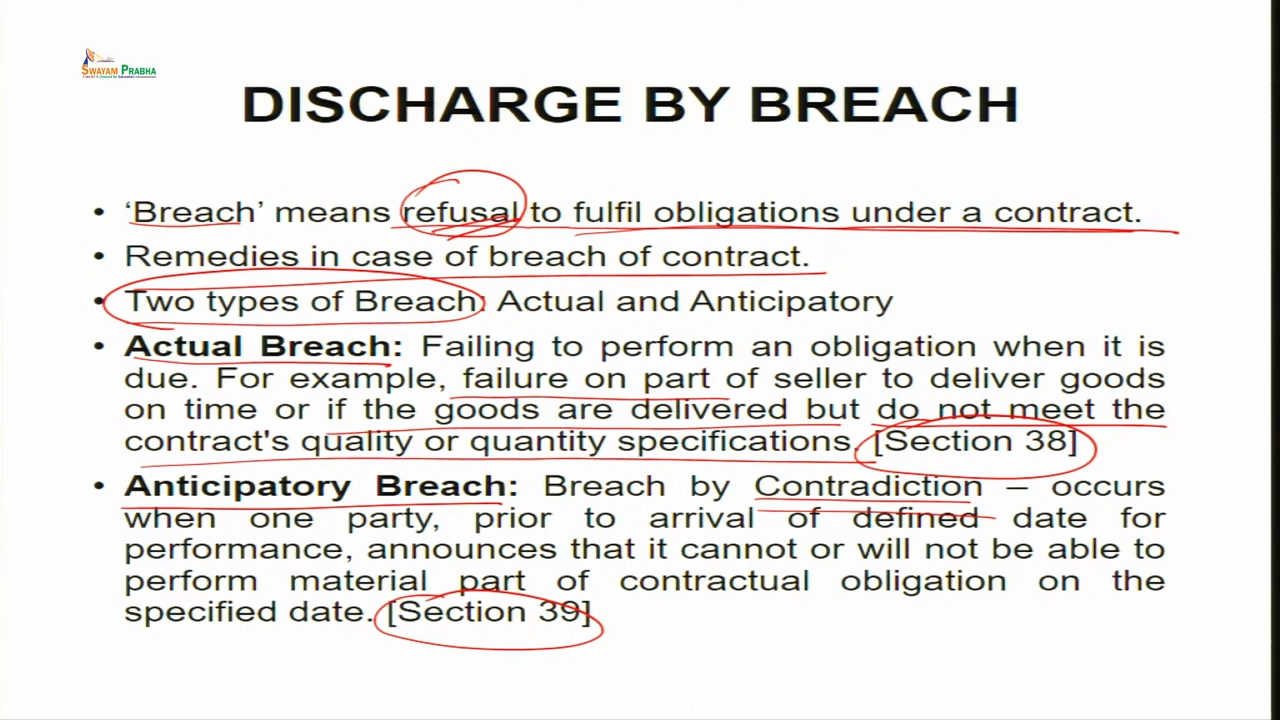 SWAYAM PRABHA
DISCHARGE BY BREACH
• ‘Breach’ means refusal to fulfil obligations under a contract.
• Remedies in case of breach of contract.
• Two types of Breach: Actual and Anticipatory
• Actual Breach: Failing to perform an obligation when it is
due. For example, failure on part of seller to deliver goods
on time or if the goods are delivered but do not meet the
contract's quality or quantity specifications. [Section 38]
• Anticipatory Breach: Breach by Contradiction – occurs
when one party, prior to arrival of defined date for
performance, announces that it cannot or will not be able to
perform material part of contractual obligation on the
specified date. [Section 39]